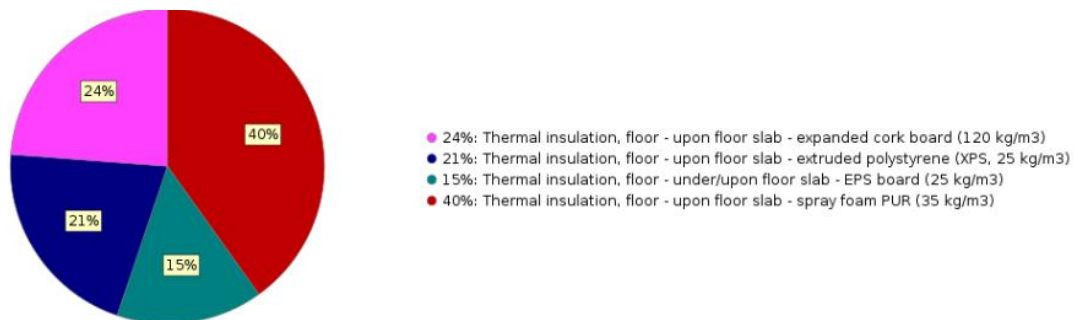 24%
40%
21%
15%
24%: Thermal insulation, floor - upon floor slab - expanded cork board (120 kg/m3)
21%: Thermal insulation, floor - upon floor slab - extruded polystyrene (XPS, 25 kg/m3)
15%: Thermal insulation, floor - under/upon floor slab - EPS board (25 kg/m3)
40%: Thermal insulation, floor - upon floor slab - spray foam PUR (35 kg/m3)